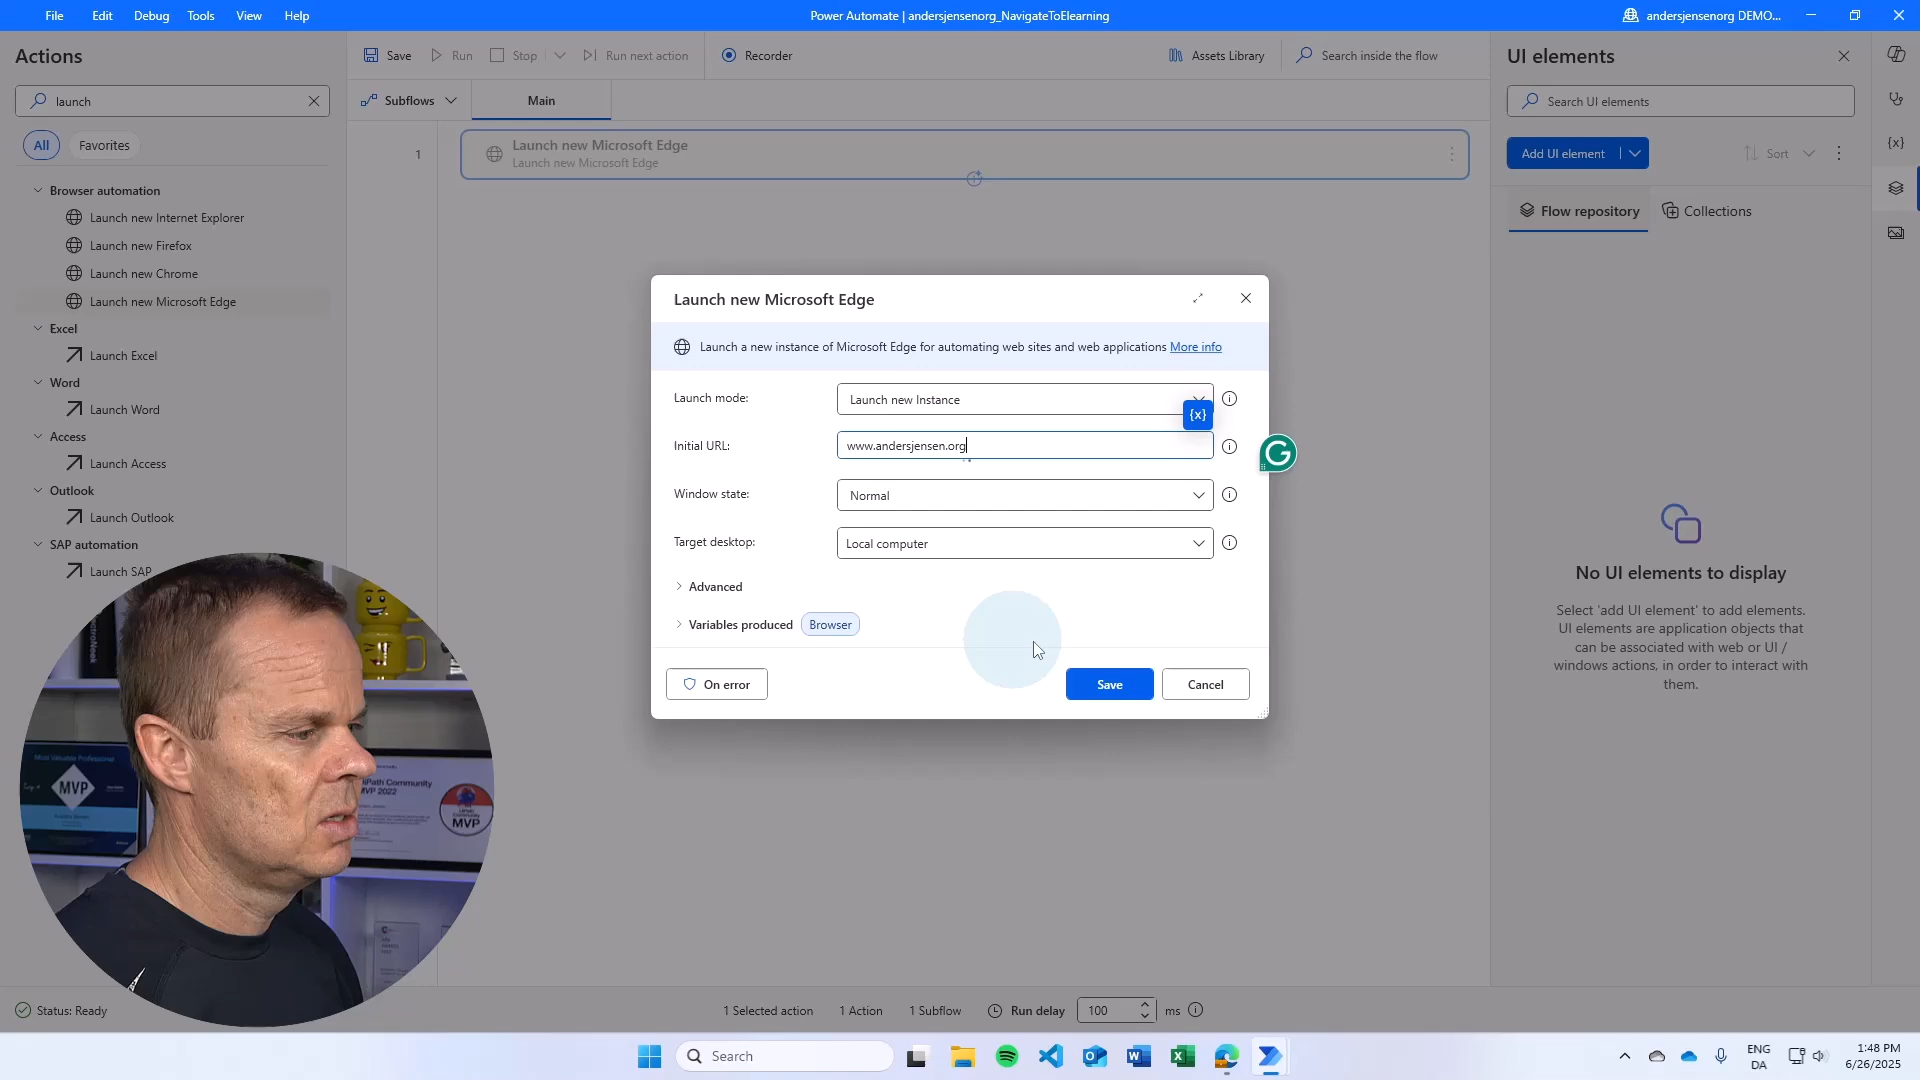 File Edit Debug Tools View Help
Power Automate | andersjensenorg_NavigateToElearning
andersjensenorg DEMO...
Actions
launch
All
Favorites
Browser automation
Launch new Internet Explorer
Launch new Firefox
Launch new Chrome
Launch new Microsoft Edge
Excel
Launch Excel
Word
Launch Word
Access
Launch Access
Outlook
Launch Outlook
SAP automation
Launch SAP
Save Run Stop Run next action Recorder
Assets Library Search inside the flow
Subflows Main
1
Launch new Microsoft Edge
Launch new Microsoft Edge
Launch new Microsoft Edge
Launch a new instance of Microsoft Edge for automating web sites and web applications More info
Launch mode: Launch new Instance
{x}
Initial URL: www.andersjensen.org
G
Window state: Normal
Target desktop: Local computer
Advanced
Variables produced Browser
On error Save Cancel
UI elements
Search UI elements
Add UI element
Sort
{x}
Flow repository
Collections
No UI elements to display
Select 'add UI element' to add elements.
UI elements are application objects that
can be associated with web or UI /
windows actions, in order to interact with
them.
MVP
UiPath Community
MVP 2022
MVP
Status: Ready
1 Selected action 1 Action 1 Subflow Run delay 100 ms
Search
ENG
DA
1:48 PM
6/26/2025